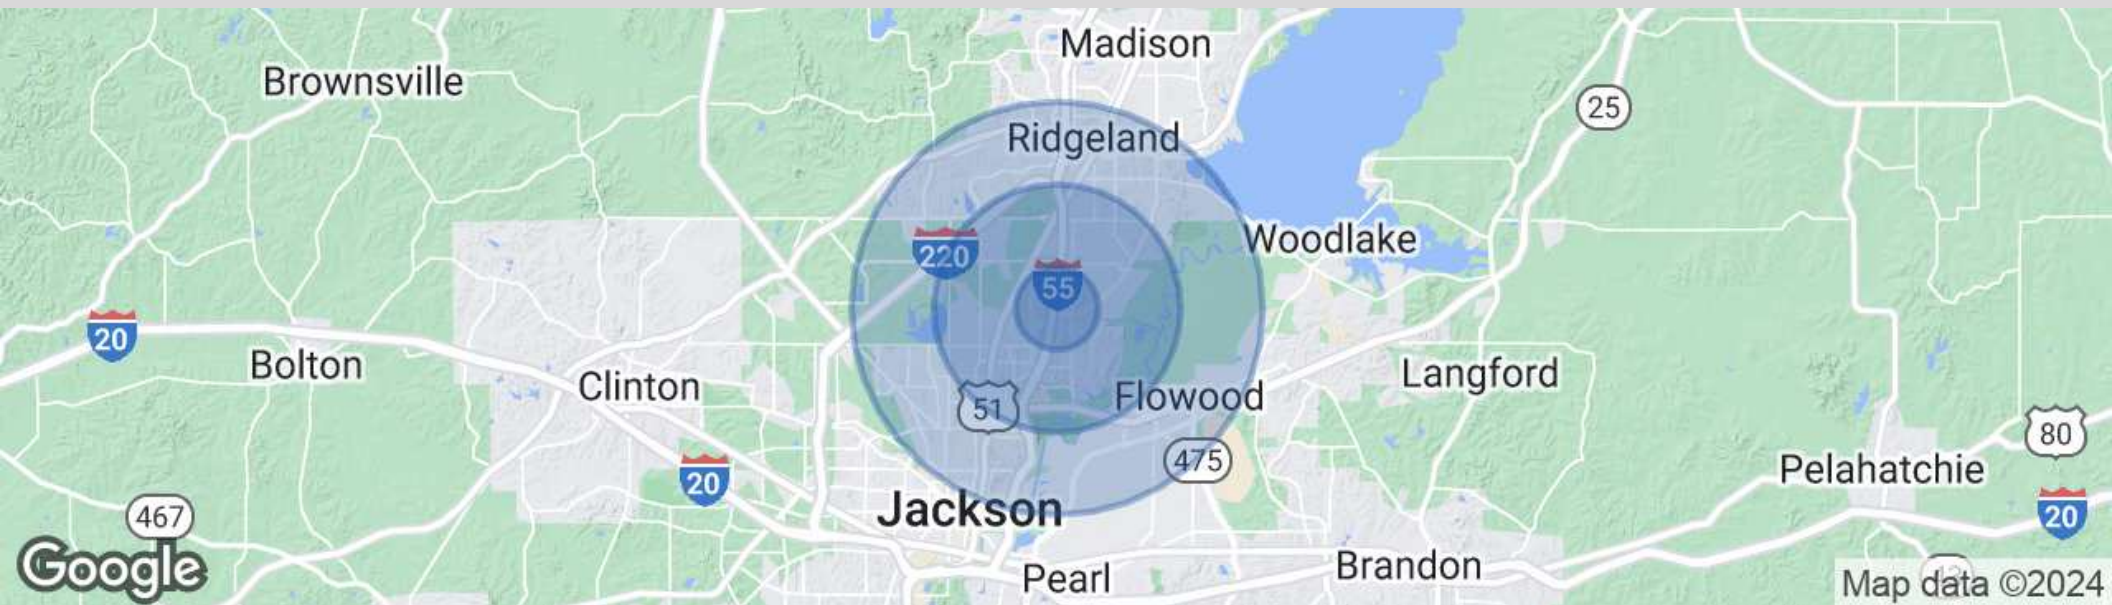 Madison
Brownsville
25
Ridgeland
Woodlake
220
55
20
Bolton
Clinton
Langford
Flowood
51
80
475
Pelahatchie
20
Jackson
467
20
Google
Pearl
Brandon
Map data ©2024